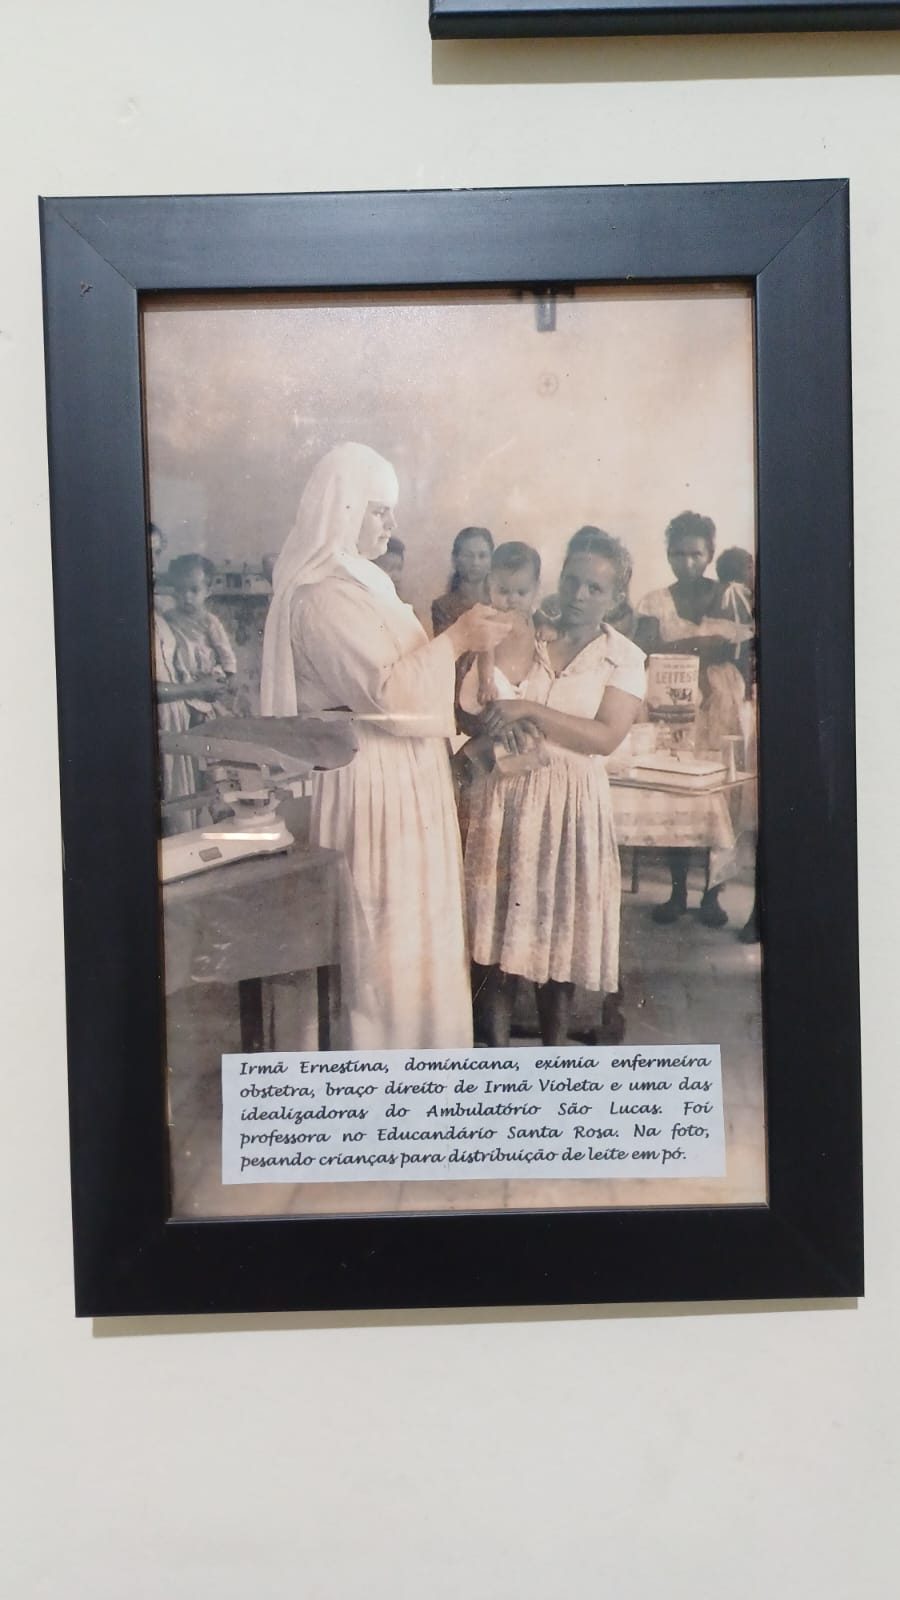 LEITES
Irmã Ernestina, dominicana, exímia enfermeira
obstetra, braço direito de Irmã Violeta e uma das
idealizadoras do Ambulatório São Lucas. Foi
professora no Educandário Santa Rosa. Na foto,
pesando crianças para distribuição de leite em pó.